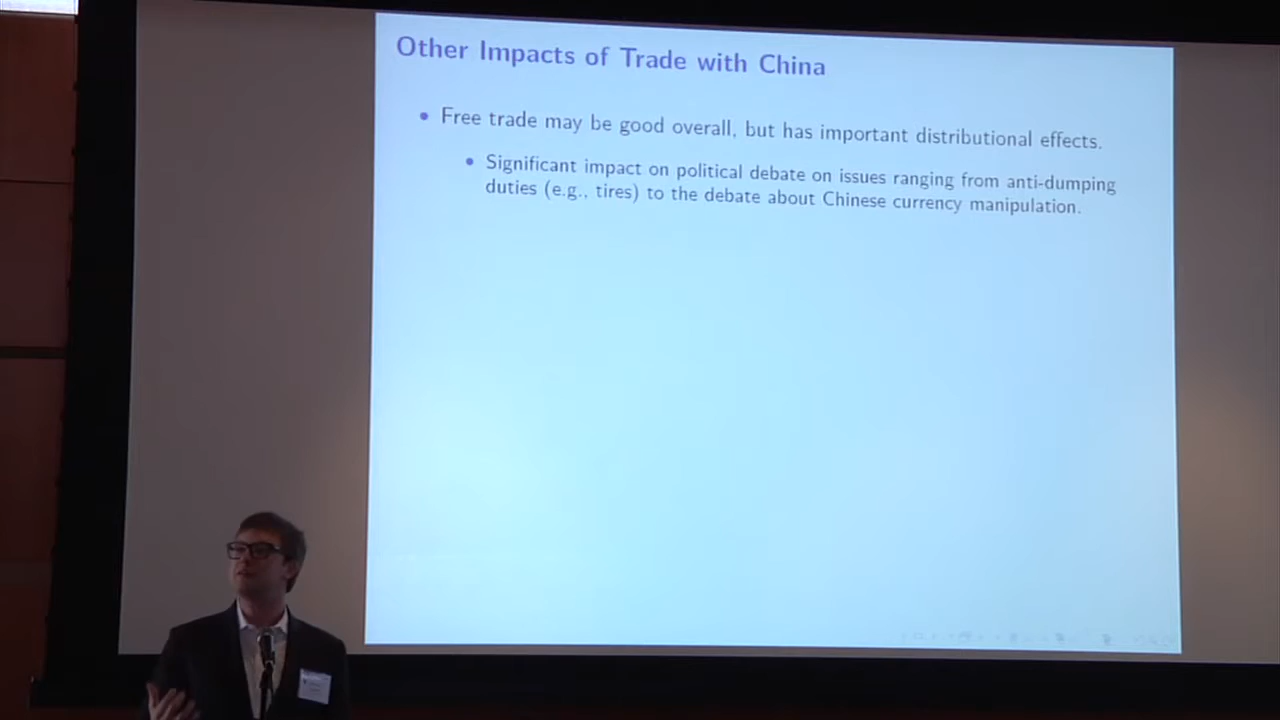 Other Impacts of Trade with China
• Free trade may be good overall, but has important distributional effects.
• Significant impact on political debate on issues ranging from anti-dumping
duties (e.g., tires) to the debate about Chinese currency manipulation.